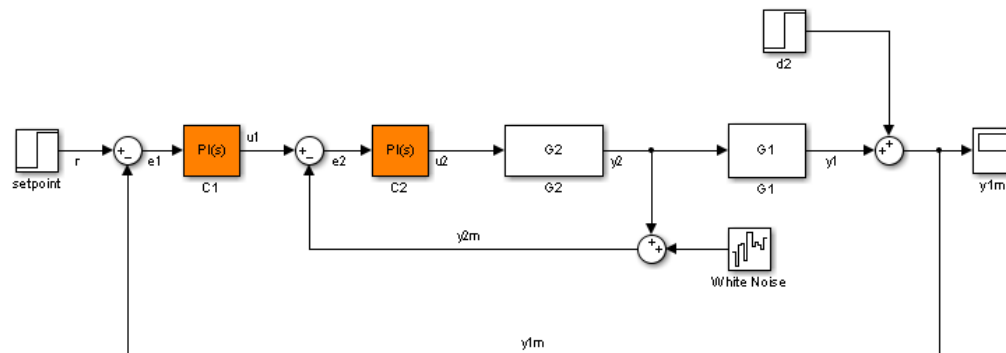 d2
setpoint
r
e1
PI(s)
C1
u1
e2
PI(s)
C2
u2
G2
G2
y2
G1
G1
y1
y1m
y2m
White Noise
y1m